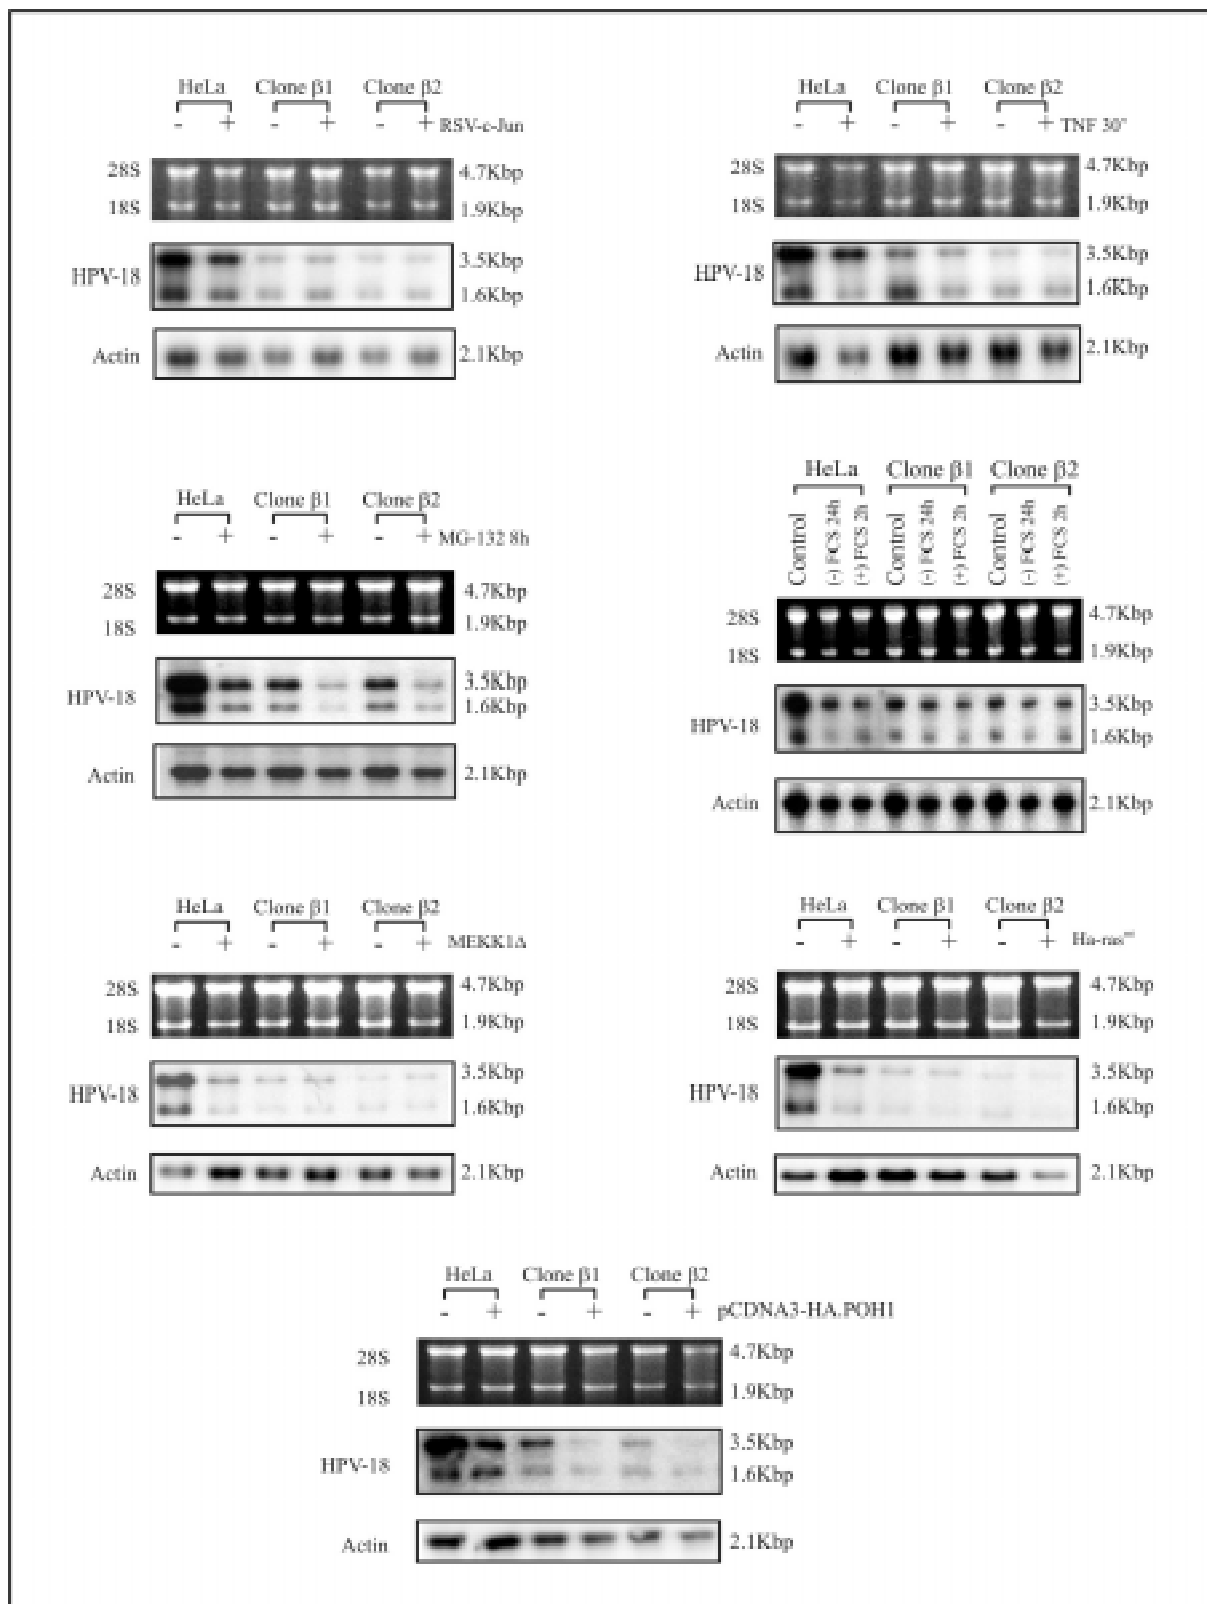 HeLa Clone β1 Clone β2
- + - + - + RSV-c-Jun
28S 4.7Kbp
18S 1.9Kbp
HPV-18 3.5Kbp
1.6Kbp
Actin 2.1Kbp
HeLa Clone β1 Clone β2
- + - + - + TNF 30"
28S 4.7Kbp
18S 1.9Kbp
HPV-18 3.5Kbp
1.6Kbp
Actin 2.1Kbp
HeLa Clone β1 Clone β2
- + - + - + MG-132 8h
28S 4.7Kbp
18S 1.9Kbp
HPV-18 3.5Kbp
1.6Kbp
Actin 2.1Kbp
HeLa Clone β1 Clone β2
Control (-) FCS 24h (+) FCS 2h Control (-) FCS 24h (+) FCS 2h Control (-) FCS 24h (+) FCS 2h
28S 4.7Kbp
18S 1.9Kbp
HPV-18 3.5Kbp
1.6Kbp
Actin 2.1Kbp
HeLa Clone β1 Clone β2
- + - + - + MEKK1Δ
28S 4.7Kbp
18S 1.9Kbp
HPV-18 3.5Kbp
1.6Kbp
Actin 2.1Kbp
HeLa Clone β1 Clone β2
- + - + - + Ha-ras
28S 4.7Kbp
18S 1.9Kbp
HPV-18 3.5Kbp
1.6Kbp
Actin 2.1Kbp
HeLa Clone β1 Clone β2
- + - + - + pCDNA3-HA.POH1
28S 4.7Kbp
18S 1.9Kbp
HPV-18 3.5Kbp
1.6Kbp
Actin 2.1Kbp